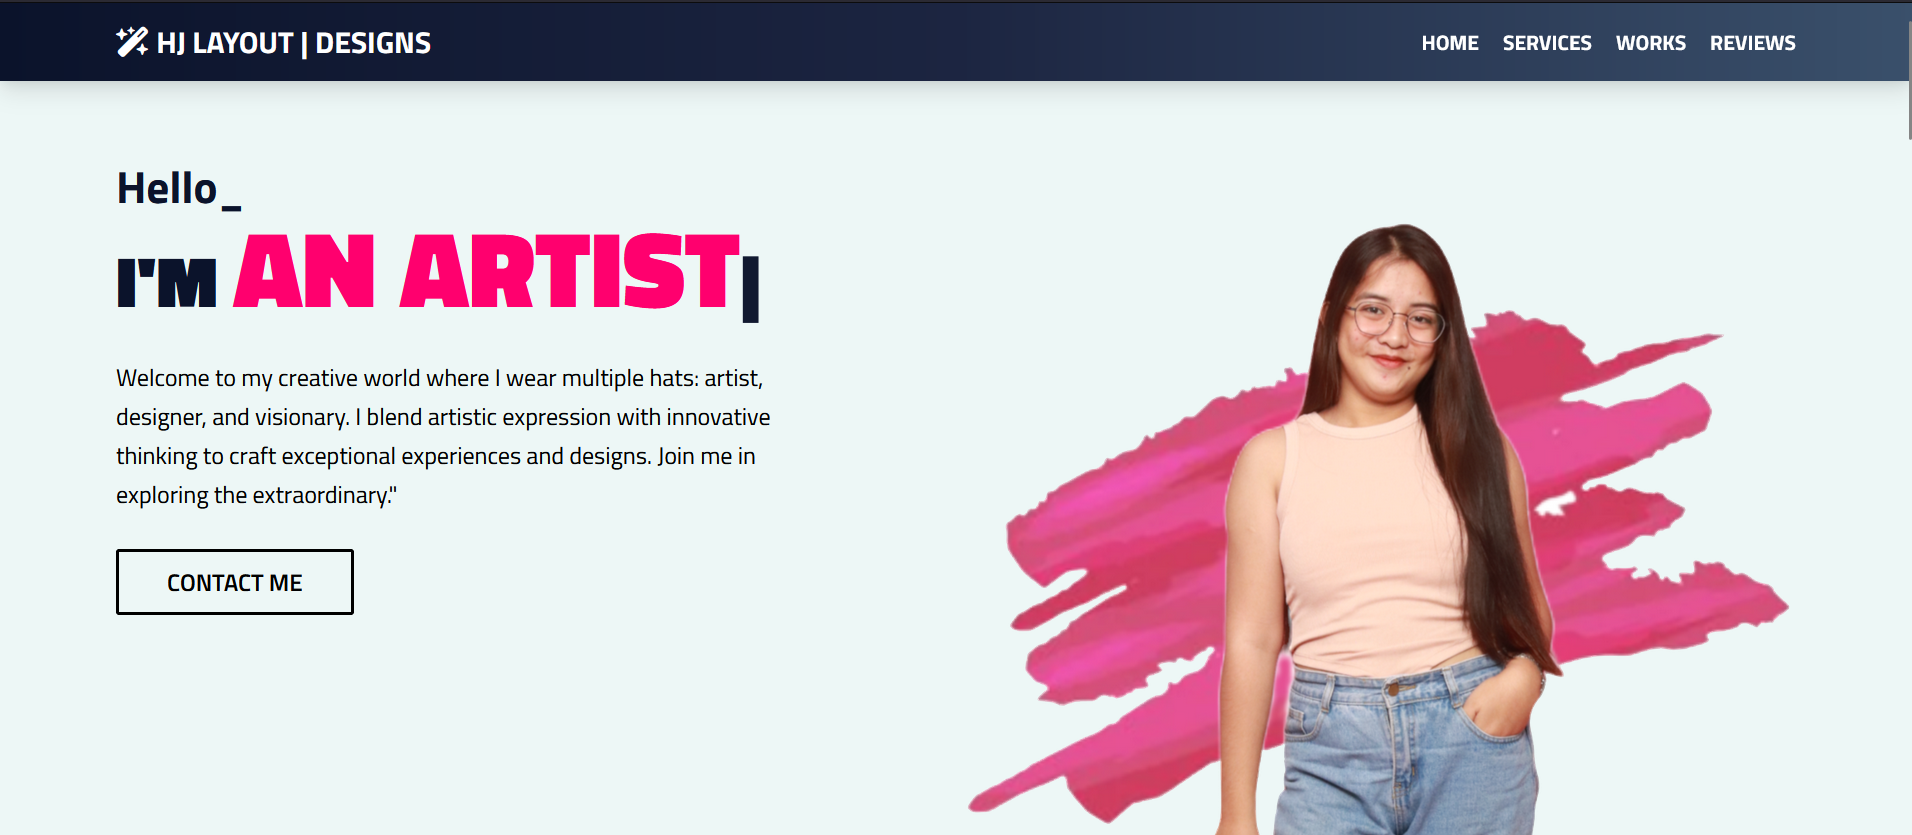 HJ LAYOUT | DESIGNS
HOME SERVICES WORKS REVIEWS
Hello_
I'M AN ARTIST|
Welcome to my creative world where I wear multiple hats: artist,
designer, and visionary. I blend artistic expression with innovative
thinking to craft exceptional experiences and designs. Join me in
exploring the extraordinary."
CONTACT ME